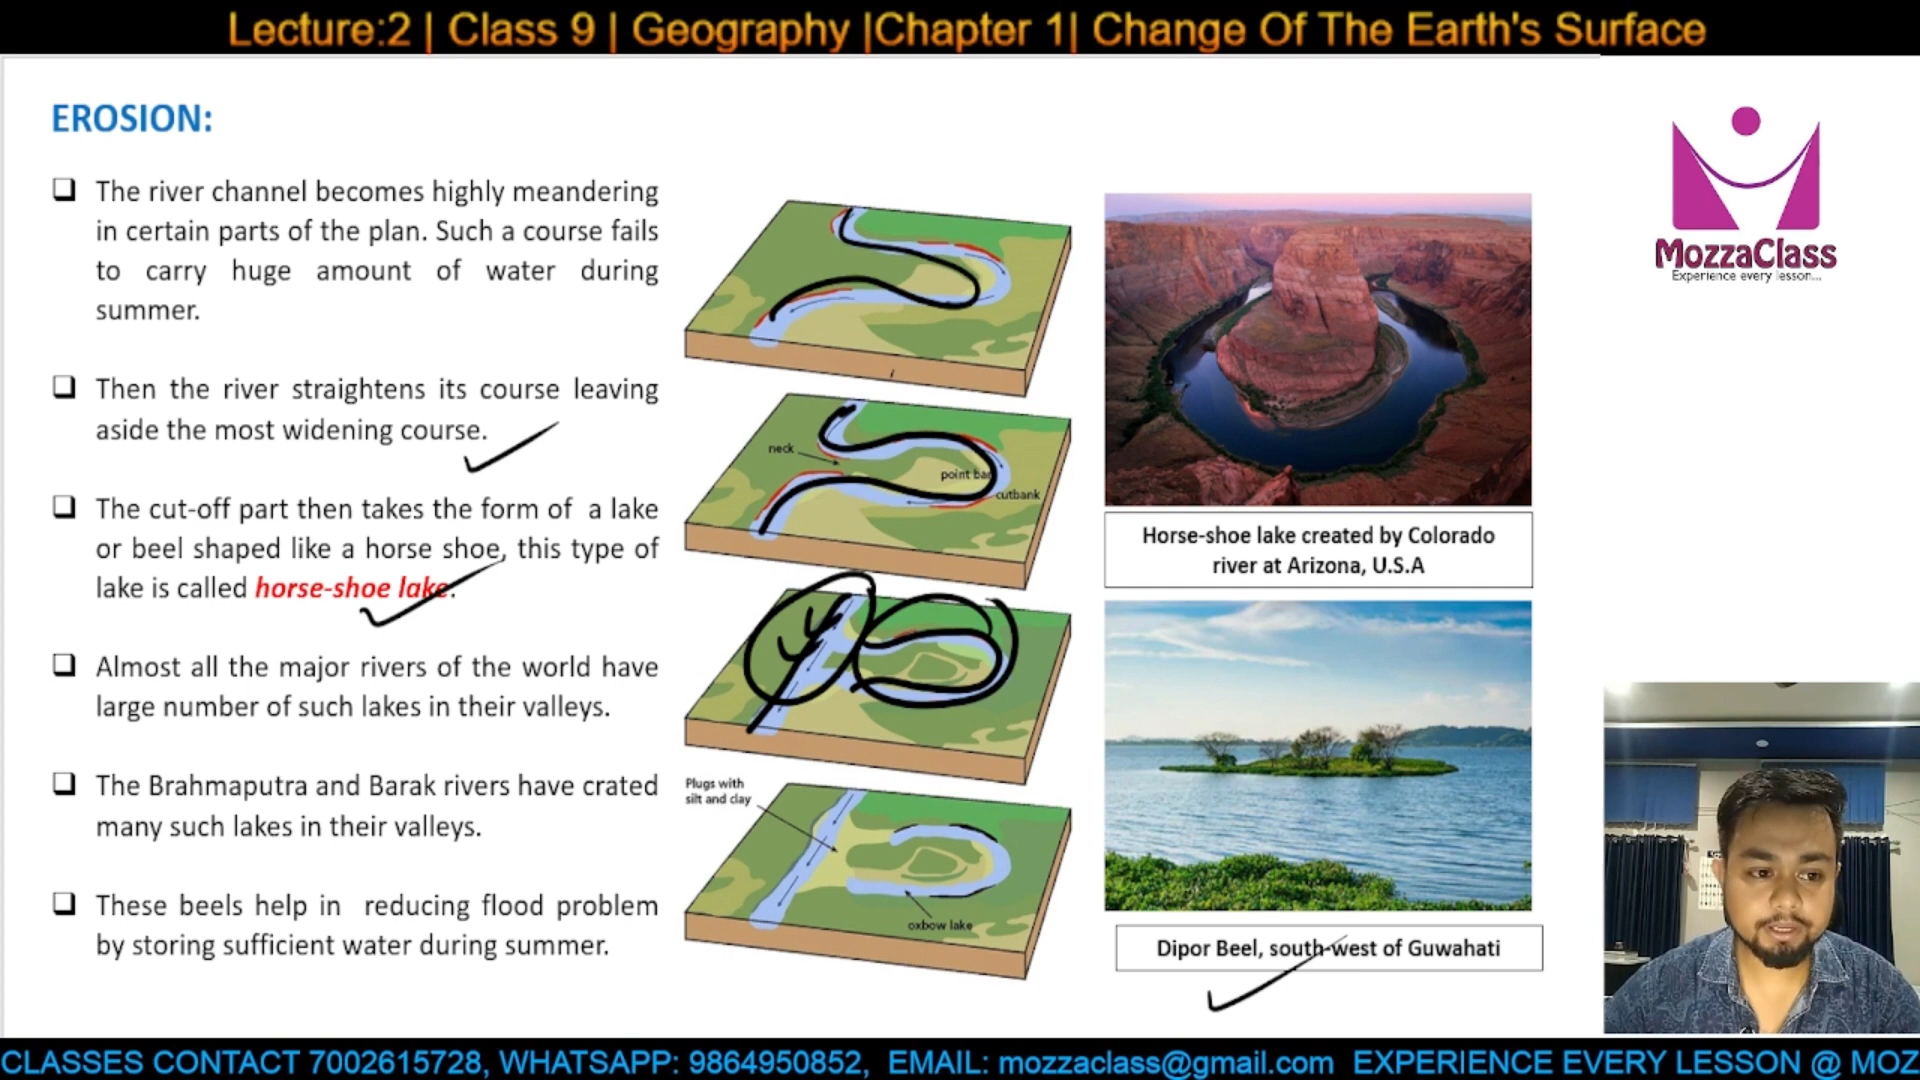 Lecture:2 | Class 9 | Geography |Chapter 1| Change Of The Earth's Surface
EROSION:
The river channel becomes highly meandering
in certain parts of the plan. Such a course fails
to carry huge amount of water during
summer.
Then the river straightens its course leaving
aside the most widening course.
The cut-off part then takes the form of a lake
or beel shaped like a horse shoe, this type of
lake is called horse-shoe lake.
Almost all the major rivers of the world have
large number of such lakes in their valleys.
The Brahmaputra and Barak rivers have crated
many such lakes in their valleys.
These beels help in reducing flood problem
by storing sufficient water during summer.
neck
point bar
cutbank
Plugs with
silt and clay
oxbow lake
Horse-shoe lake created by Colorado
river at Arizona, U.S.A
Dipor Beel, south-west of Guwahati
MozzaClass
Experience every lesson...
CLASSES CONTACT 7002615728, WHATSAPP: 9864950852, EMAIL: mozzaclass@gmail.com EXPERIENCE EVERY LESSON @ MOZ